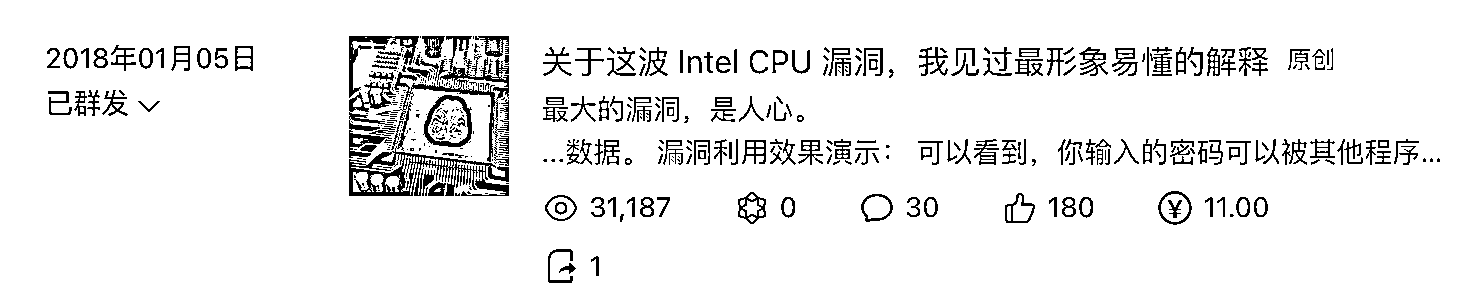 2018年01月05日
已群发
关于这波 Intel CPU 漏洞，我见过最形象易懂的解释 原创
最大的漏洞，是人心。
...数据。 漏洞利用效果演示： 可以看到，你输入的密码可以被其他程序...
31,187 0 30 180 ¥ 11.00
1